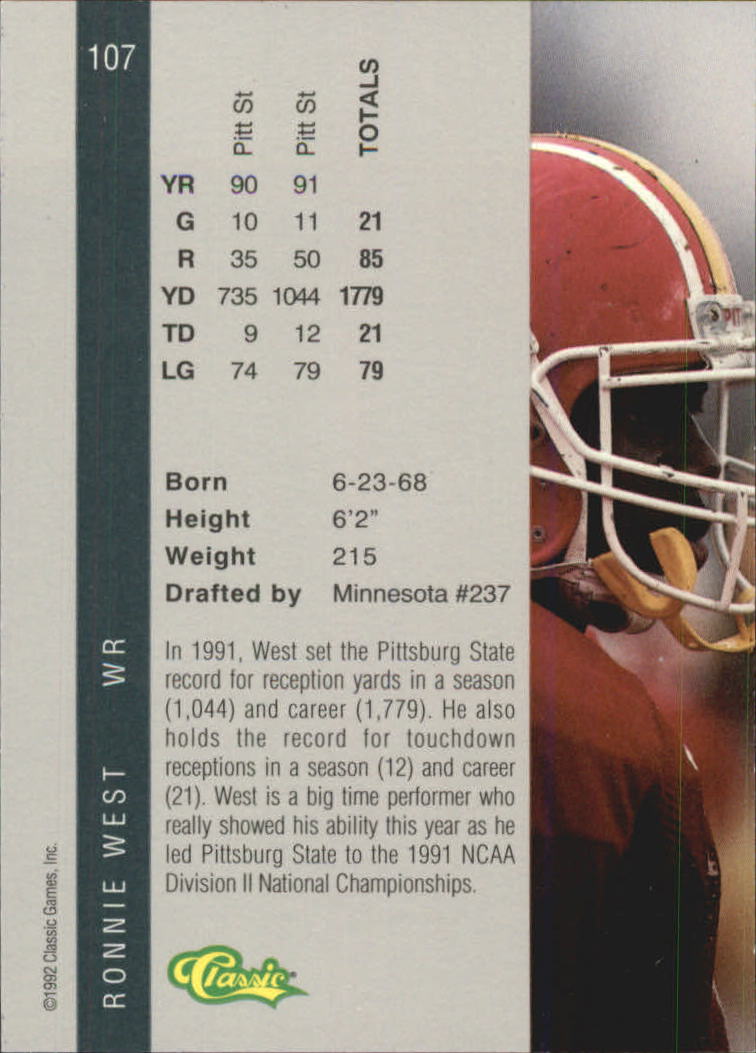 107
Pitt St Pitt St TOTALS
YR 90 91
G 10 11 21
R 35 50 85
YD 735 1044 1779
TD 9 12 21
LG 74 79 79
Born 6-23-68
Height 6'2"
Weight 215
Drafted by Minnesota #237
In 1991, West set the Pittsburg State
record for reception yards in a season
(1,044) and career (1,779). He also
holds the record for touchdown
receptions in a season (12) and career
(21). West is a big time performer who
really showed his ability this year as he
led Pittsburg State to the 1991 NCAA
Division II National Championships.
Classic
RONNIE WEST WR
©1992 Classic Games, Inc.
PIT